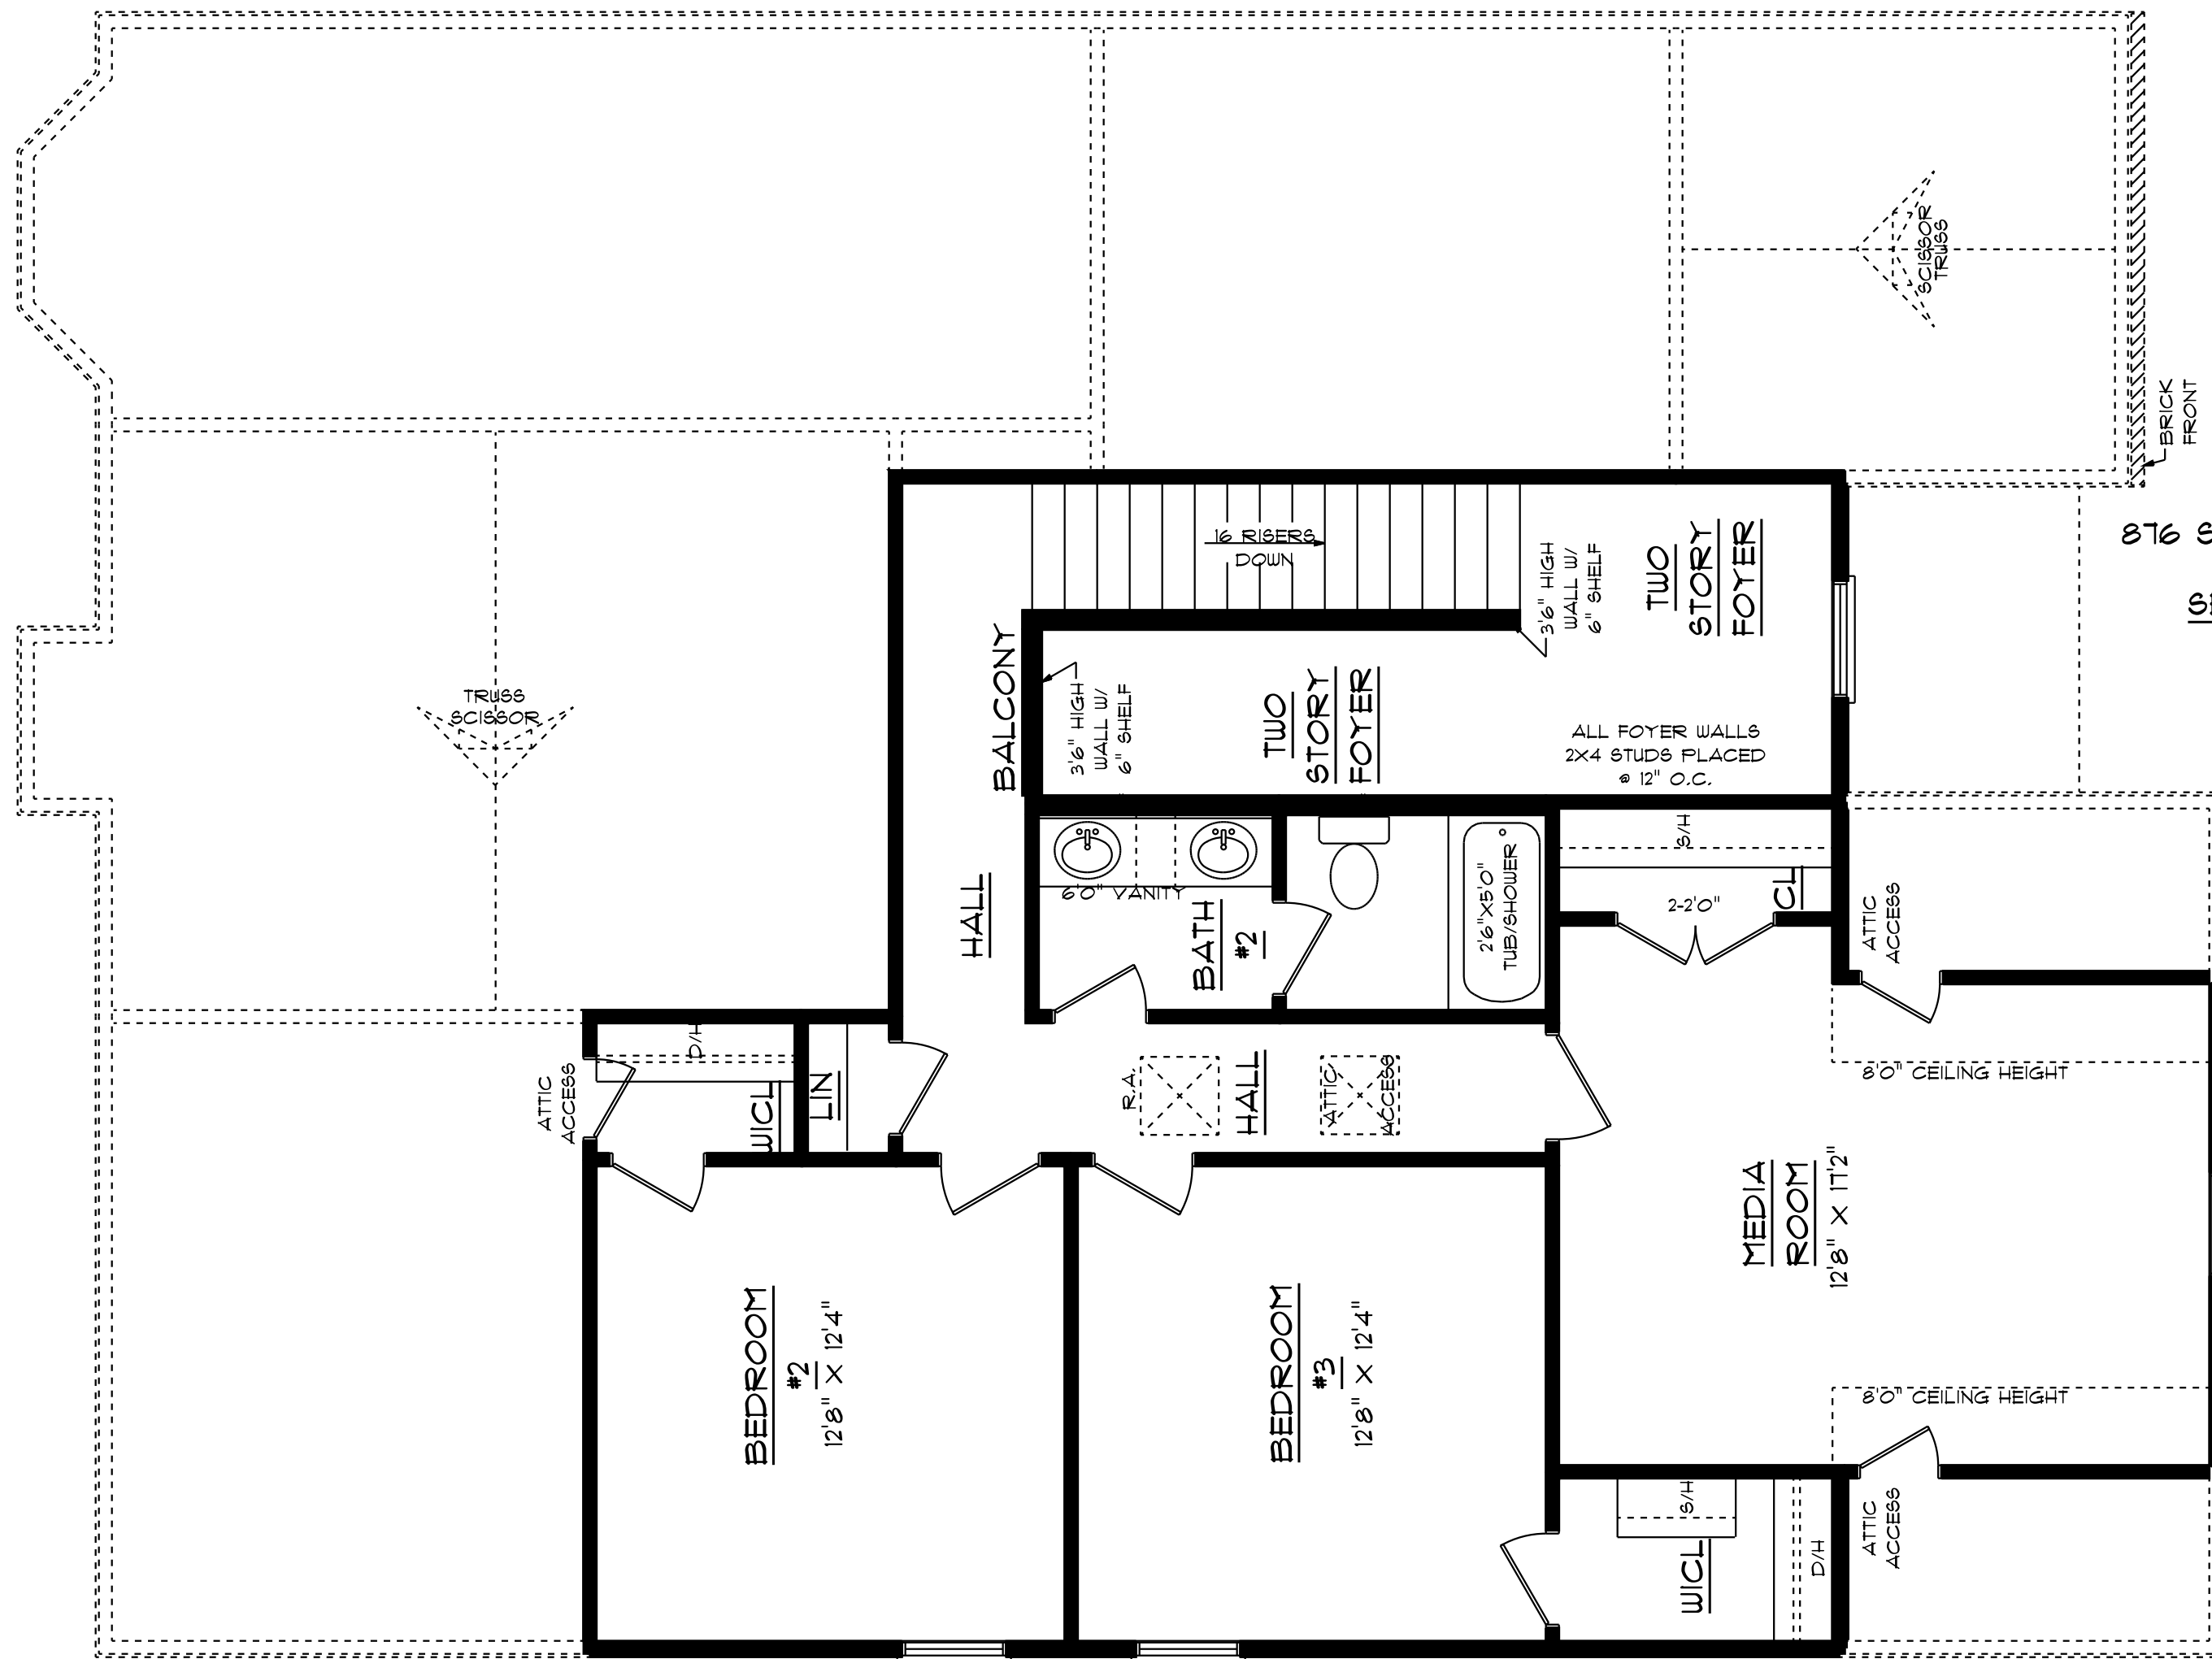 SCISSOR
TRUSS
BRICK
FRONT
16 RISERS
DOWN
3'6" HIGH
WALL W/
6" SHELF
TWO
STORY
FOYER
876 S
BALCONY
3'6" HIGH
WALL W/
6" SHELF
TWO
STORY
FOYER
ALL FOYER WALLS
2X4 STUDS PLACED
@ 12" O.C.
TRUSS
SCISSOR
HALL
6'0" VANITY
BATH
#2
2'6"X5'0"
TUB/SHOWER
S/H
2-2'0"
CL
ATTIC
ACCESS
ATTIC
ACCESS
D/H
WICL
LIN
R.A.
HALL
ATTIC
ACCESS
8'0" CEILING HEIGHT
MEDIA
ROOM
12'8" X 17'2"
BEDROOM
#2
12'8" X 12'4"
BEDROOM
#3
12'8" X 12'4"
8'0" CEILING HEIGHT
S/H
WICL
D/H
ATTIC
ACCESS